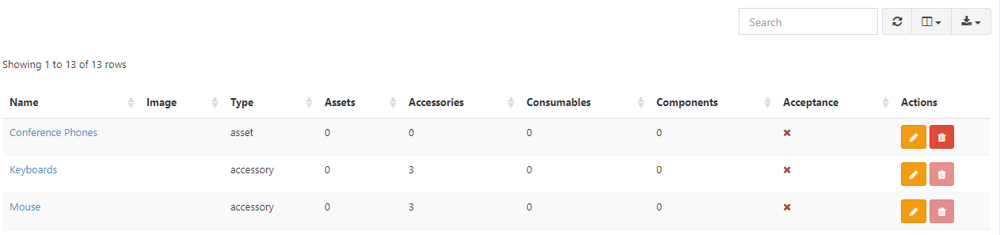 Search
Showing 1 to 13 of 13 rows
Name Image Type Assets Accessories Consumables Components Acceptance Actions
Conference Phones asset 0 0 0 0
Keyboards accessory 0 3 0 0
Mouse accessory 0 3 0 0